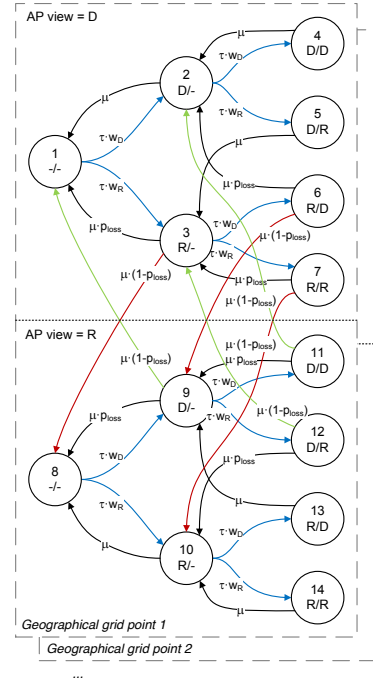 AP view = D
4
D/D
2
D/-
μ
τ·w_D
μ
τ·w_R
5
D/R
1
-/-
τ·w_D
μ
τ·w_R
μ·p_loss
6
R/D
3
R/-
τ·w_D
μ·(1-p_loss)
τ·w_R
μ·p_loss
7
R/R
μ·(1-p_loss)
μ·(1-p_loss)
AP view = R
μ·(1-p_loss)
μ·(1-p_loss)
11
D/D
μ·p_loss
τ·w_D
9
D/-
τ·w_R
μ·(1-p_loss)
12
D/R
μ·p_loss
μ·p_loss
8
-/-
τ·w_D
τ·w_R
μ
μ
13
R/D
10
R/-
τ·w_D
τ·w_R
μ
14
R/R
Geographical grid point 1
Geographical grid point 2
...